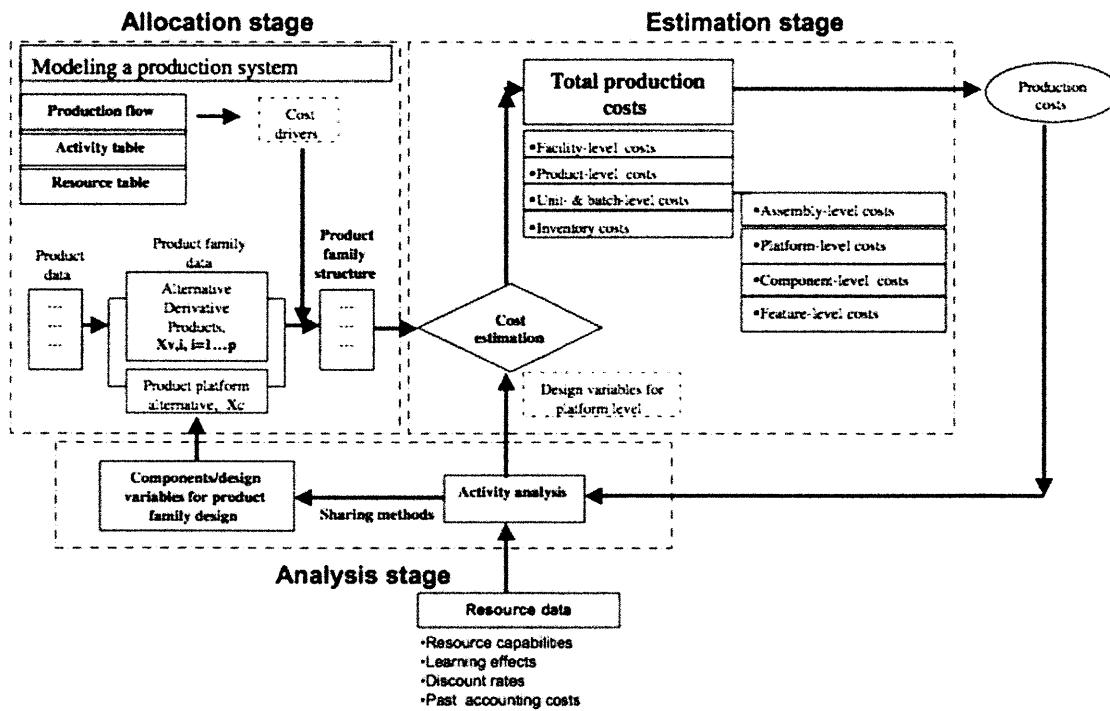 Allocation stage
Estimation stage
Modeling a production system
Production flow
Activity table
Resource table
Cost
drivers
Total production
costs
•Facility-level costs
•Product-level costs
•Unit- & batch-level costs
•Inventory costs
•Assembly-level costs
•Platform-level costs
•Component-level costs
•Feature-level costs
Production
costs
Product
data
...
...
...
Product family
data
Alternative
Derivative
Products,
Xv,i, i=1...p
Product platform
alternative, Xc
Product
family
structure
...
...
...
Cost
estimation
Design variables for
platform level
Components/design
variables for product
family design
Sharing methods
Activity analysis
Analysis stage
Resource data
•Resource capabilities
•Learning effects
•Discount rates
•Past accounting costs